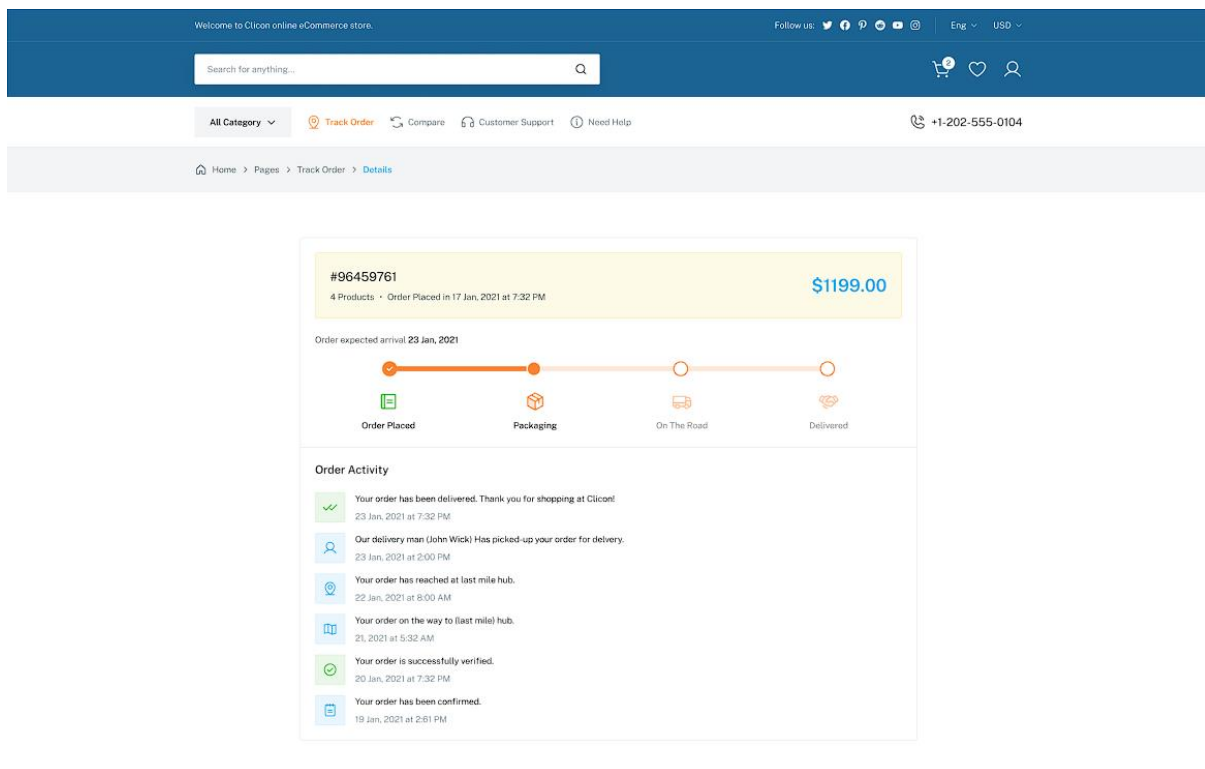 Welcome to Clicon online eCommerce store.
Follow us:
Eng
USD
Search for anything...
2
All Category
Track Order
Compare
Customer Support
Need Help
+1-202-555-0104
Home > Pages > Track Order > Details
#96459761
4 Products • Order Placed in 17 Jan, 2021 at 7:32 PM
$1199.00
Order expected arrival 23 Jan, 2021
Order Placed
Packaging
On The Road
Delivered
Order Activity
Your order has been delivered. Thank you for shopping at Clicon!
23 Jan, 2021 at 7:32 PM
Our delivery man (John Wick) Has picked-up your order for delvery.
23 Jan, 2021 at 2:00 PM
Your order has reached at last mile hub.
22 Jan, 2021 at 8:00 AM
Your order on the way to (last mile) hub.
21, 2021 at 5:32 AM
Your order is successfully verified.
20 Jan, 2021 at 7:32 PM
Your order has been confirmed.
19 Jan, 2021 at 2:61 PM